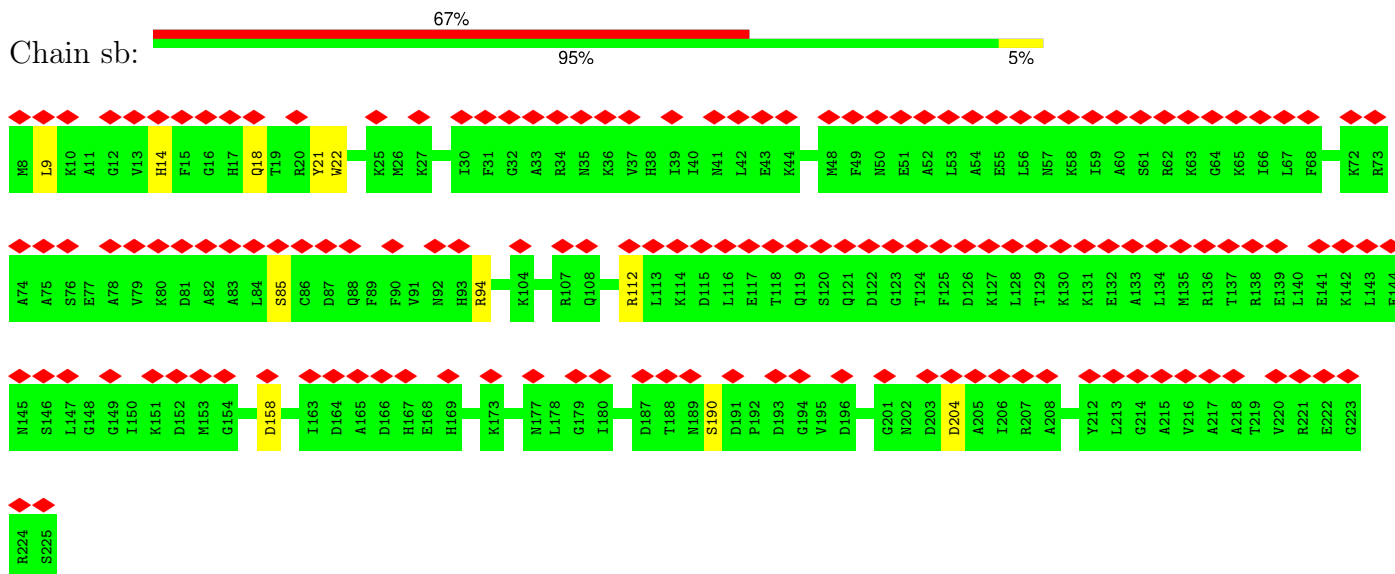 67%
Chain sb:
95% 5%
M8 L9 K10 A11 G12 V13 H14 F15 G16 H17 Q18 T19 R20 Y21 W22 K25 M26 K27 I30 F31 G32 A33 R34 N35 K36 V37 H38 I39 I40 N41 L42 E43 K44 M48 F49 N50 E51 A52 L53 A54 E55 L56 N57 K58 I59 A60 S61 R62 K63 G64 K65 I66 L67 F68 K72 R73
A74 A75 S76 E77 A78 V79 K80 D81 A82 A83 L84 S85 C86 D87 Q88 F89 F90 V91 N92 H93 R94 K104 R107 Q108 R112 L113 K114 D115 L116 E117 T118 Q119 S120 Q121 D122 G123 T124 F125 D126 K127 L128 T129 K130 K131 E132 A133 L134 M135 R136 T137 R138 E139 L140 E141 K142 L143 E144
N145 S146 L147 G148 G149 I150 K151 D152 M153 G154 D158 I163 D164 A165 D166 H167 E168 H169 K173 N177 L178 G179 I180 D187 T188 N189 S190 D191 P192 D193 G194 V195 D196 G201 N202 D203 D204 A205 I206 R207 A208 Y212 L213 G214 A215 V216 A217 A218 T219 V220 R221 E222 G223
R224 S225